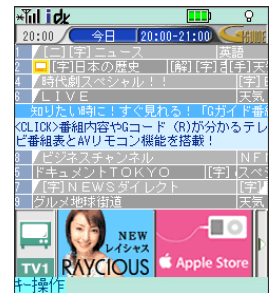 20:00 今日 20:00-21:00 GGUIDE
1 [二][字]ニュース 英語
2 [字]日本の歴史 [解][字]き[手]天
4 時代劇スペシャル!! [字]
6 LIVE 天気
知りたい時に!すぐ見れる!「Gガイド番
<CLICK>番組内容やGコード (R)が分かるテレ
ビ番組表とAVリモコン機能を搭載!
8 ビジネスチャンネル NF
5 ドキュメントTOKYO [字]スペ
7 [字]NEWSダイレクト [字]
9 グルメ地球街道 天気
TV1
NEW
レイシャス
RAYCIOUS
Apple Store
キー操作